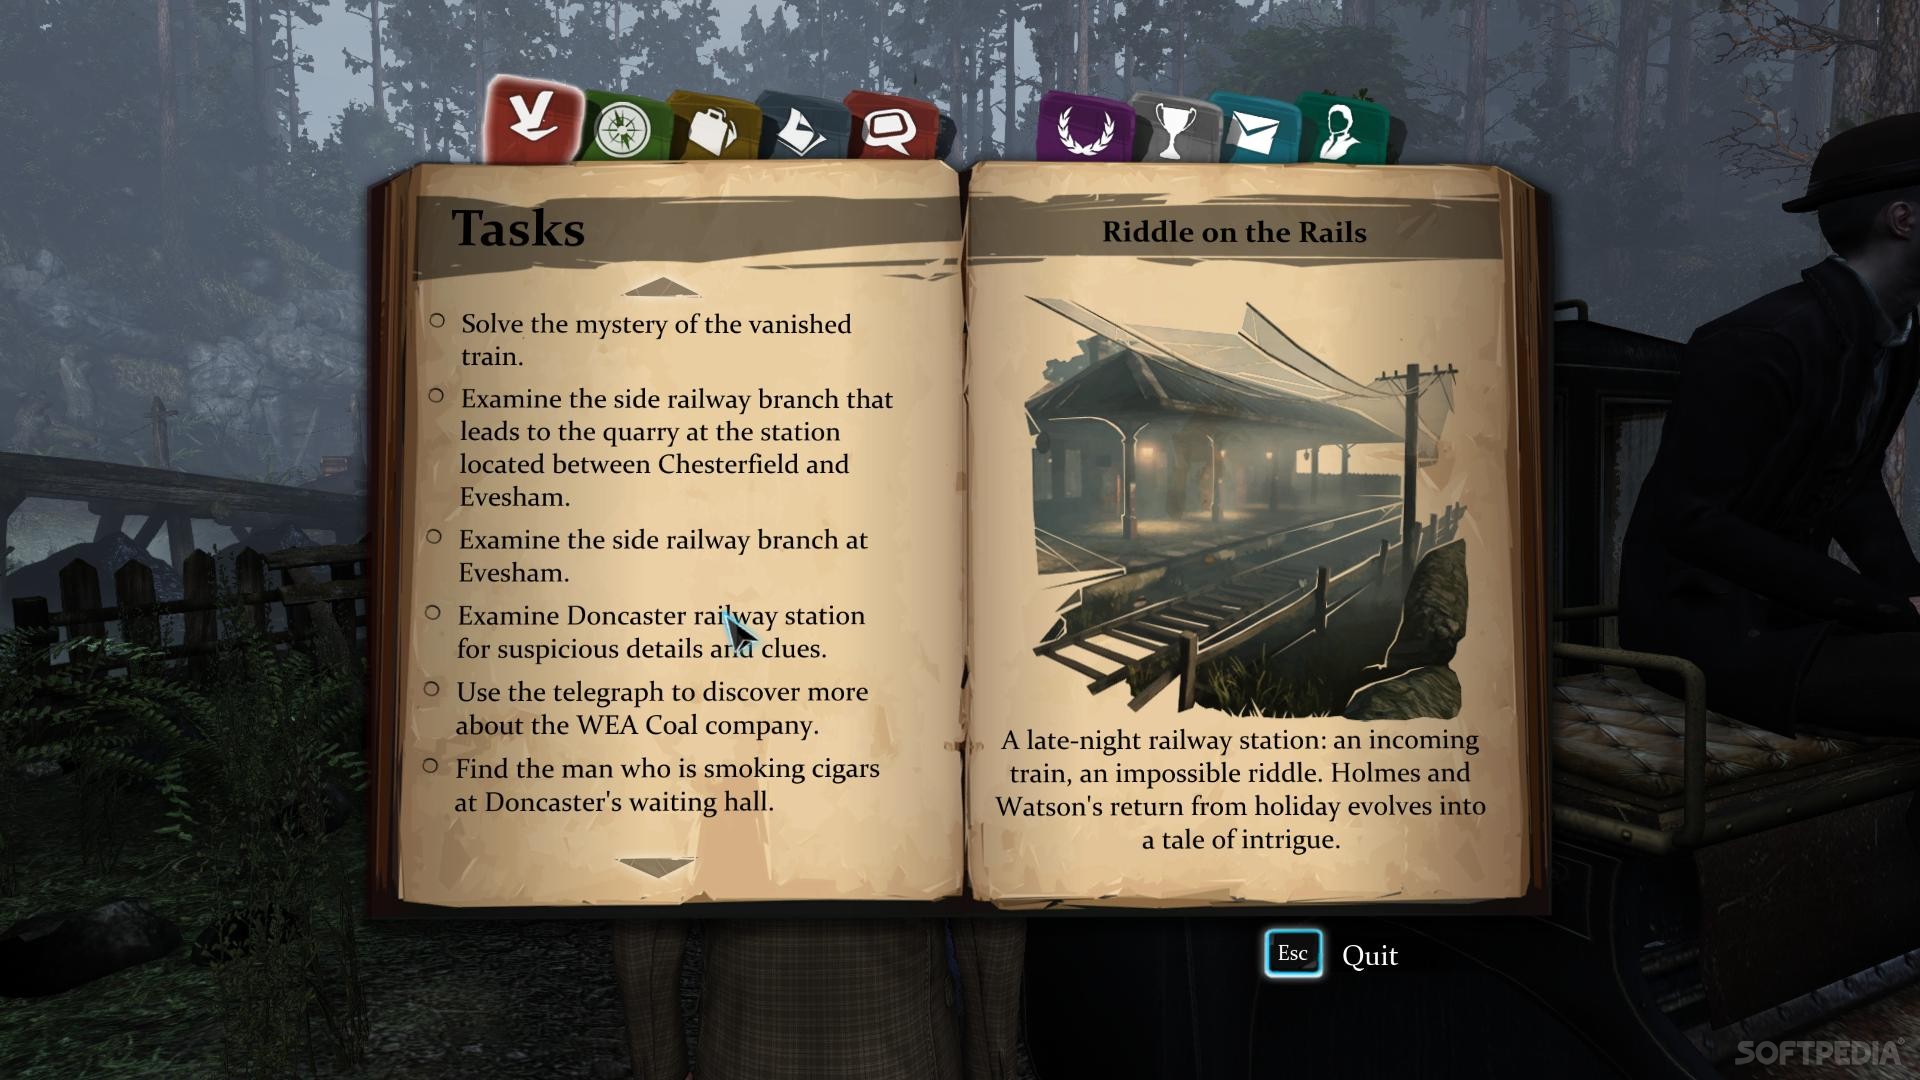 Tasks
Solve the mystery of the vanished
train.
Examine the side railway branch that
leads to the quarry at the station
located between Chesterfield and
Evesham.
Examine the side railway branch at
Evesham.
Examine Doncaster railway station
for suspicious details and clues.
Use the telegraph to discover more
about the WEA Coal company.
Find the man who is smoking cigars
at Doncaster's waiting hall.
Riddle on the Rails
A late-night railway station: an incoming
train, an impossible riddle. Holmes and
Watson's return from holiday evolves into
a tale of intrigue.
Esc Quit
SOFTPEDIA